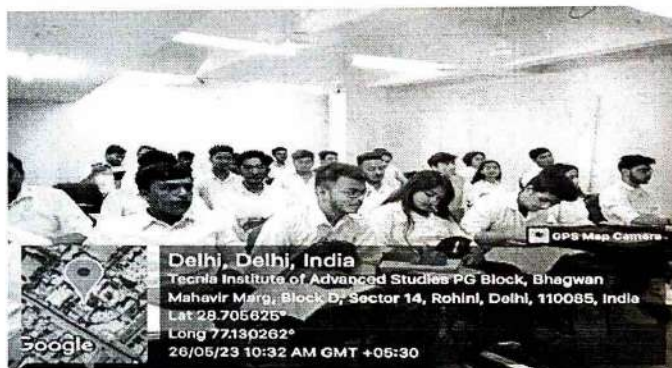 GPS Map Camera
Delhi, Delhi, India
Tecnia Institute of Advanced Studies PG Block, Bhagwan
Mahavir Marg, Block D, Sector 14, Rohini, Delhi, 110085, India
Lat 28.705625°
Long 77.130262°
26/05/23 10:32 AM GMT +05:30
Google